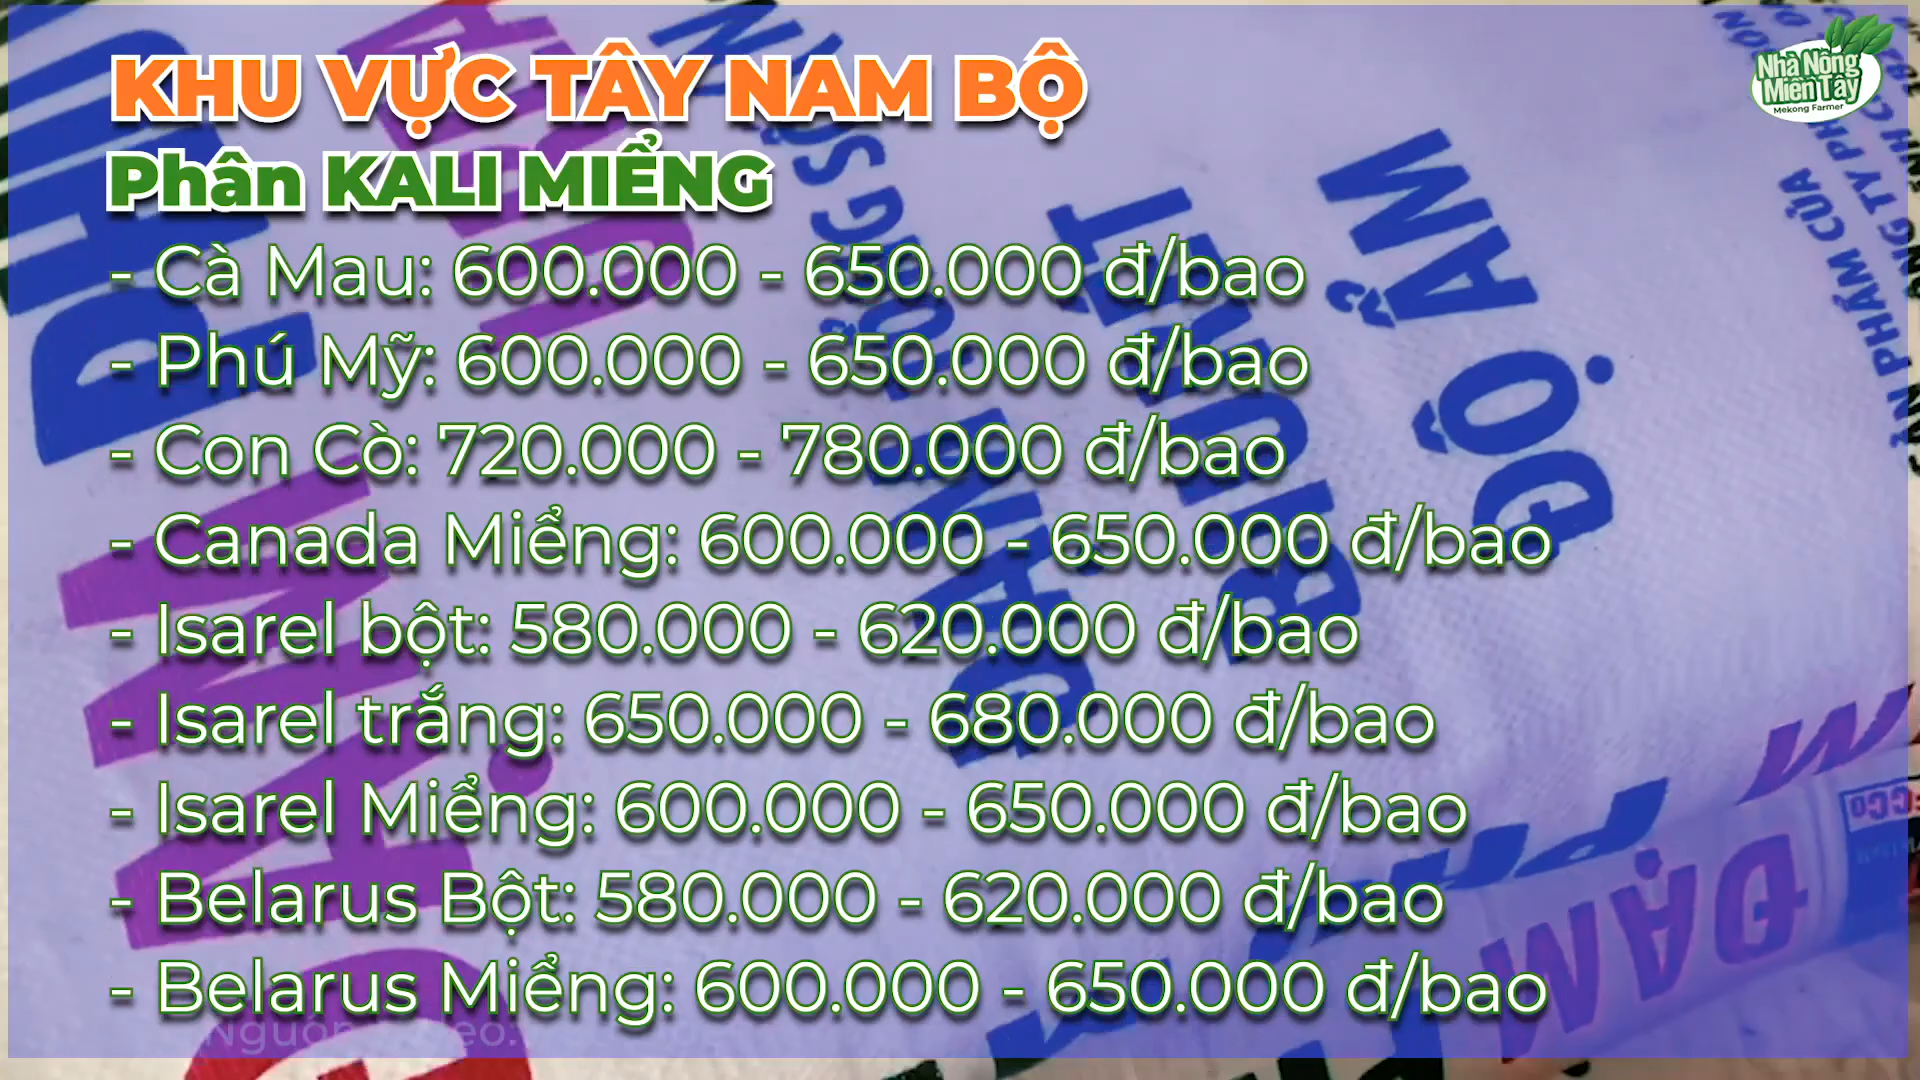 KHU VỰC TÂY NAM BỘ
Phân KALI MIỂNG
- Cà Mau: 600.000 - 650.000 đ/bao
- Phú Mỹ: 600.000 - 650.000 đ/bao
- Con Cò: 720.000 - 780.000 đ/bao
- Canada Miểng: 600.000 - 650.000 đ/bao
- Isarel bột: 580.000 - 620.000 đ/bao
- Isarel trắng: 650.000 - 680.000 đ/bao
- Isarel Miểng: 600.000 - 650.000 đ/bao
- Belarus Bột: 580.000 - 620.000 đ/bao
- Belarus Miểng: 600.000 - 650.000 đ/bao
Nhà Nông
Miền Tây
Mekong Farmer
ĐỘ ẨM
ĐẠM